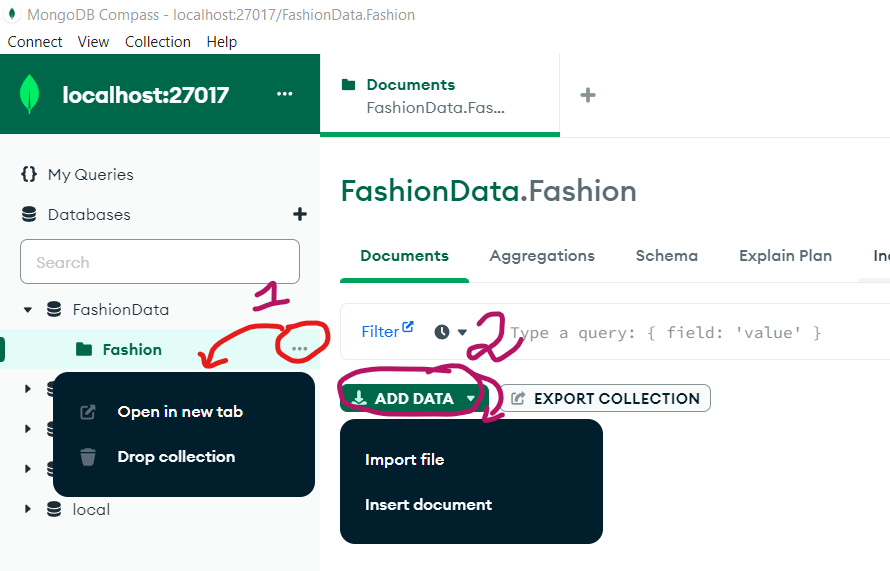 MongoDB Compass - localhost:27017/FashionData.Fashion
Connect View Collection Help
localhost:27017 ...
Documents
FashionData.Fas...
+
{} My Queries
Databases +
Search
FashionData
1
Fashion ...
Open in new tab
Drop collection
local
FashionData.Fashion
Documents Aggregations Schema Explain Plan
Filter 2 Type a query: { field: 'value' }
ADD DATA EXPORT COLLECTION
Import file
Insert document